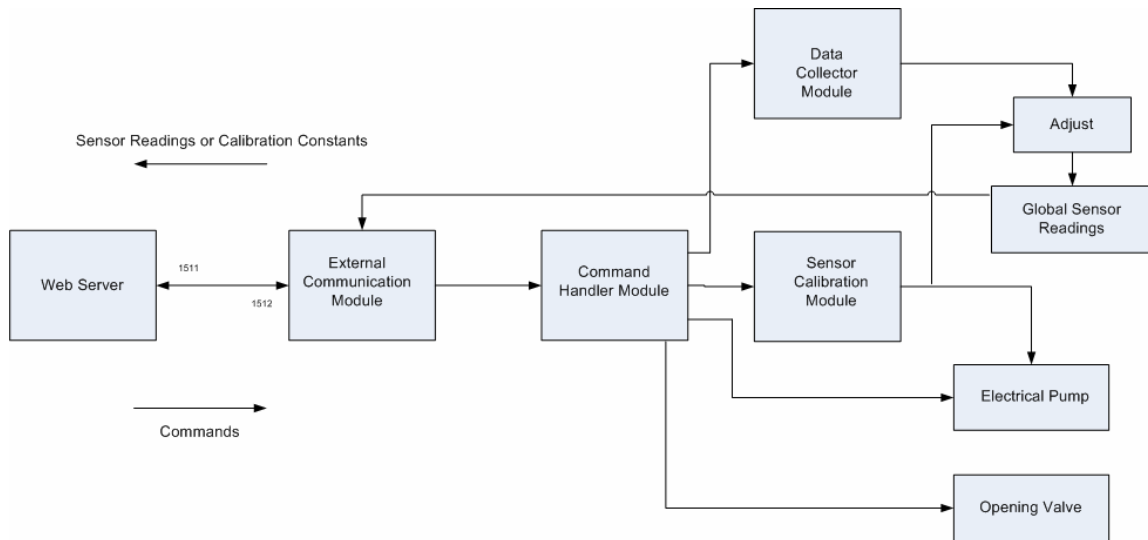 Data
Collector
Module
Adjust
Sensor Readings or Calibration Constants
Global Sensor
Readings
Web Server
1511
1512
External
Communication
Module
Command
Handler Module
Sensor
Calibration
Module
Electrical Pump
Commands
Opening Valve